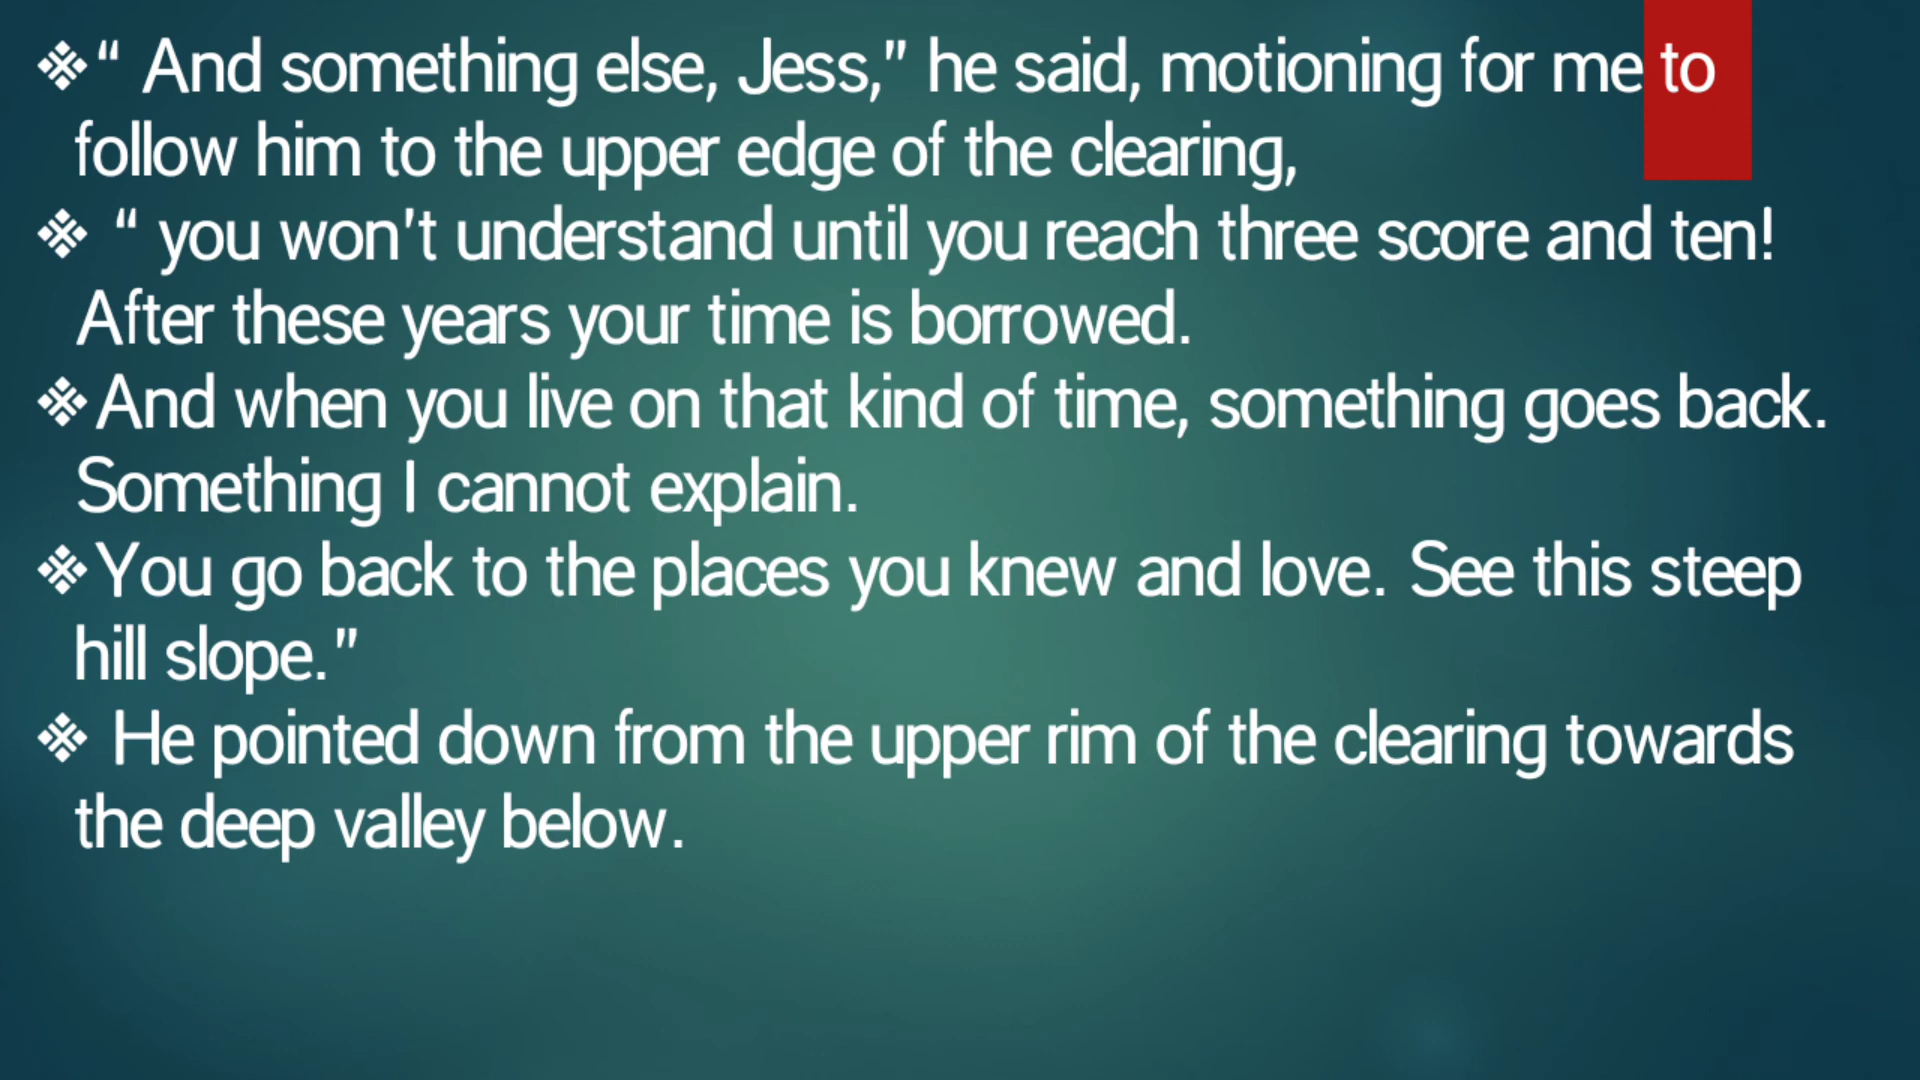 ❖“ And something else, Jess,” he said, motioning for me to
follow him to the upper edge of the clearing,
❖ “ you won't understand until you reach three score and ten!
After these years your time is borrowed.
❖And when you live on that kind of time, something goes back.
Something I cannot explain.
❖You go back to the places you knew and love. See this steep
hill slope.”
❖ He pointed down from the upper rim of the clearing towards
the deep valley below.